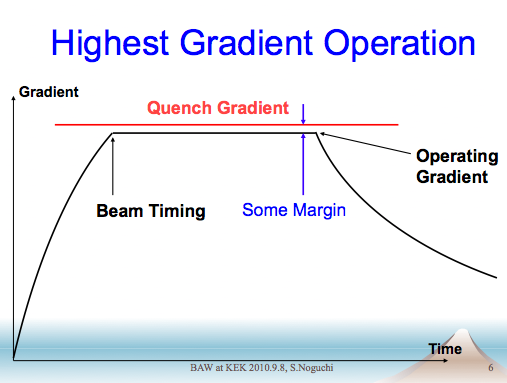 Highest Gradient Operation
Gradient
Quench Gradient
Operating
Gradient
Beam Timing
Some Margin
Time
BAW at KEK 2010.9.8, S.Noguchi
6